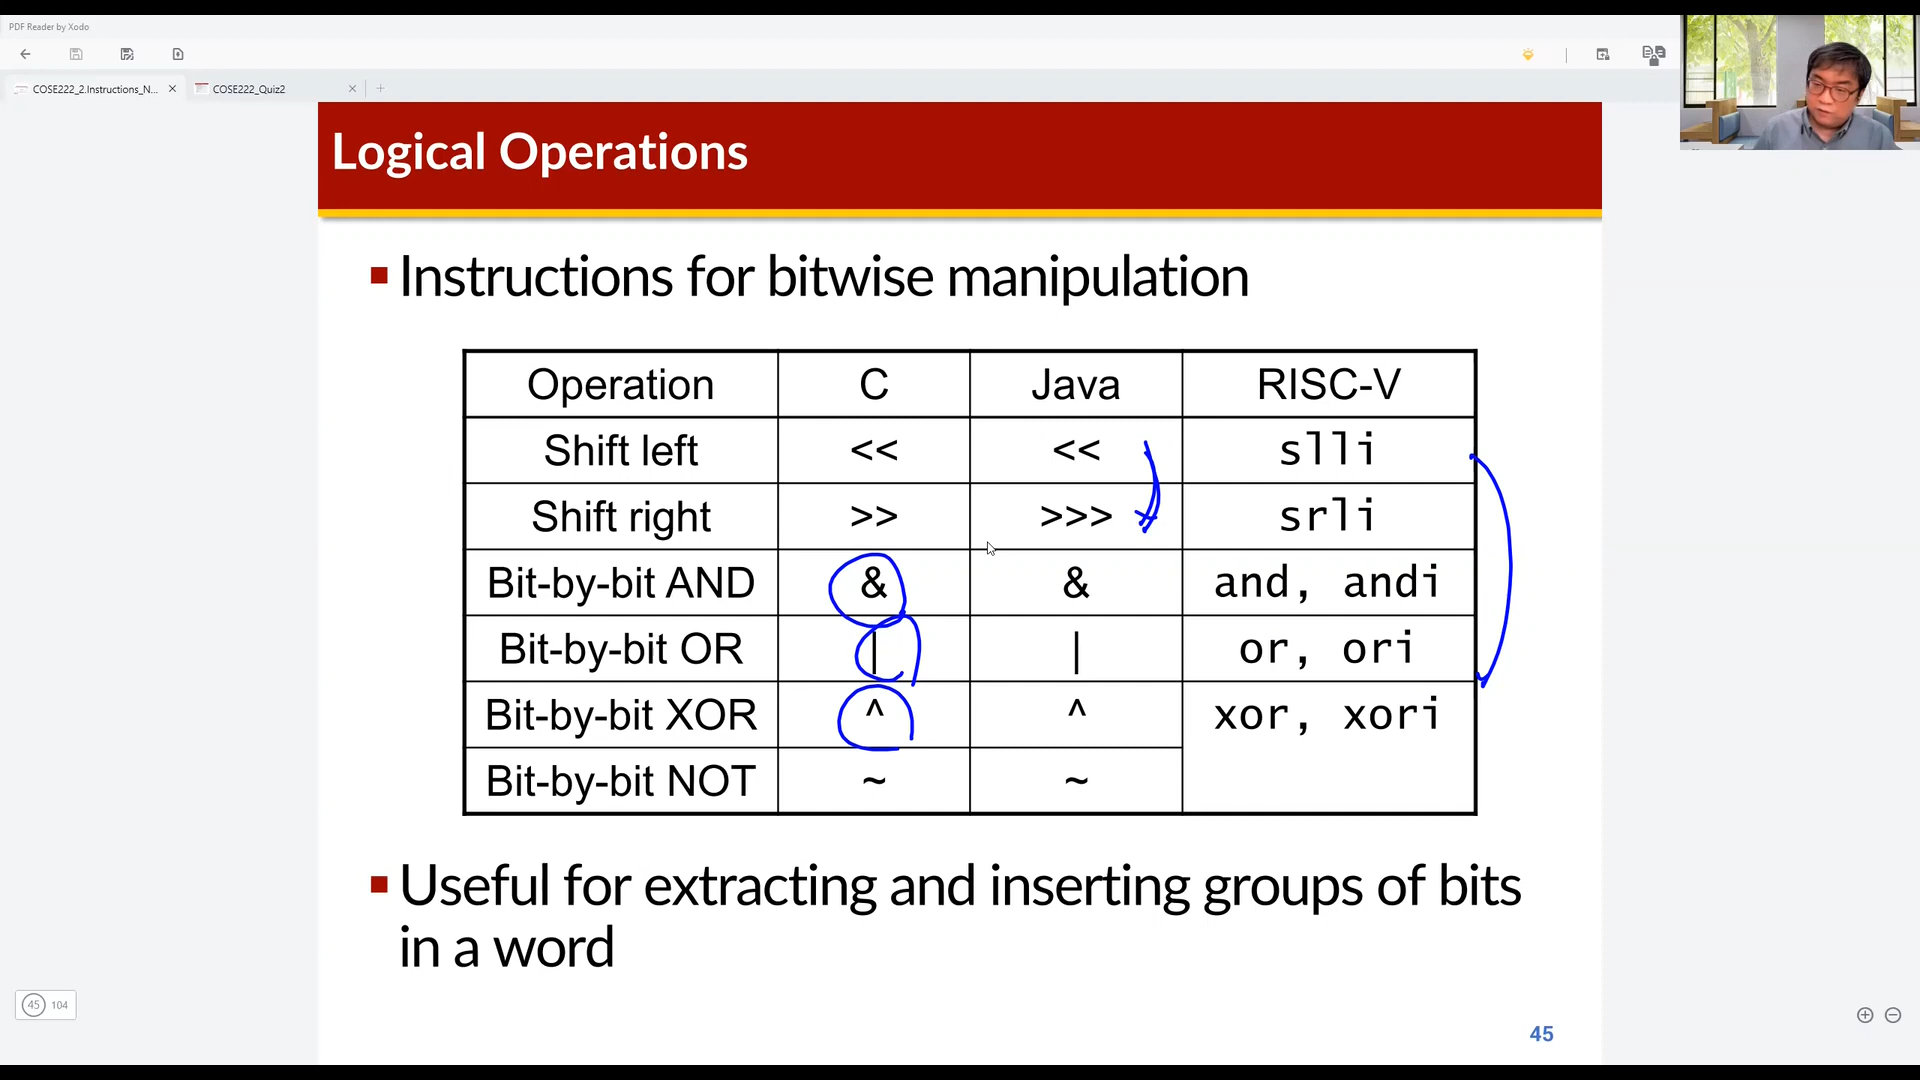 PDF Reader by Xodo
COSE222_2.Instructions_N...
COSE222_Quiz2
Logical Operations
Instructions for bitwise manipulation
Operation C Java RISC-V
Shift left << << slli
Shift right >> >>> srli
Bit-by-bit AND & & and, andi
Bit-by-bit OR | | or, ori
Bit-by-bit XOR ^ ^ xor, xori
Bit-by-bit NOT ~ ~
Useful for extracting and inserting groups of bits
in a word
45 104
45